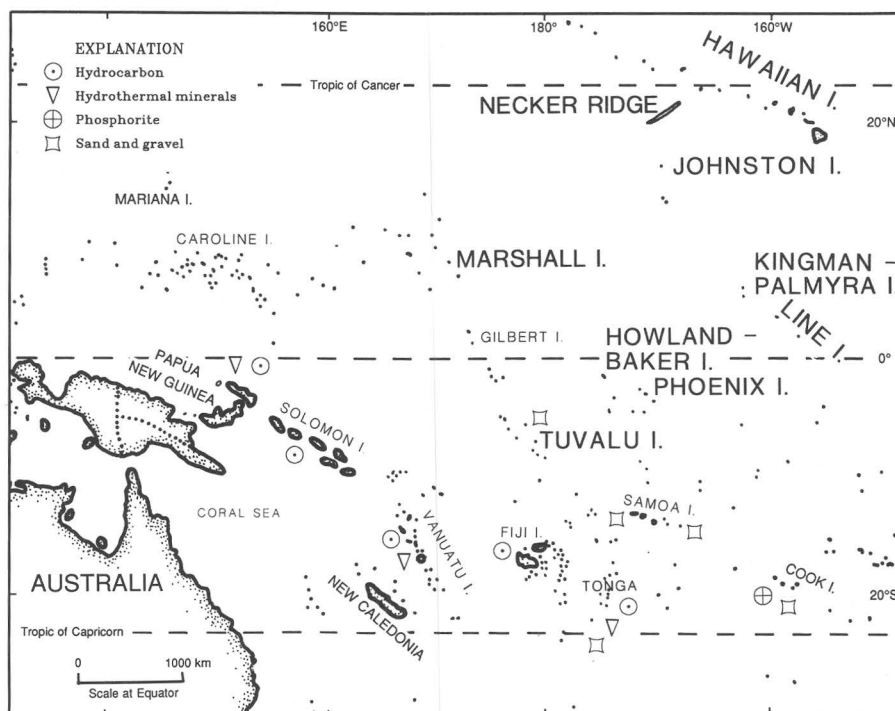 160°E
180°
160°W
EXPLANATION
Hydrocarbon
Hydrothermal minerals
Phosphorite
Sand and gravel
HAWAIIAN I.
Tropic of Cancer
NECKER RIDGE
20°N
JOHNSTON I.
MARIANA I.
CAROLINE I.
MARSHALL I.
KINGMAN –
PALMYRA I
LINE I.
GILBERT I.
HOWLAND –
BAKER I.
0°
PAPUA
NEW GUINEA
PHOENIX I.
SOLOMON I.
TUVALU I.
SAMOA I.
CORAL SEA
VANUATU I.
FIJI I.
AUSTRALIA
NEW CALEDONIA
TONGA
COOK I.
20°S
Tropic of Capricorn
0
1000 km
Scale at Equator